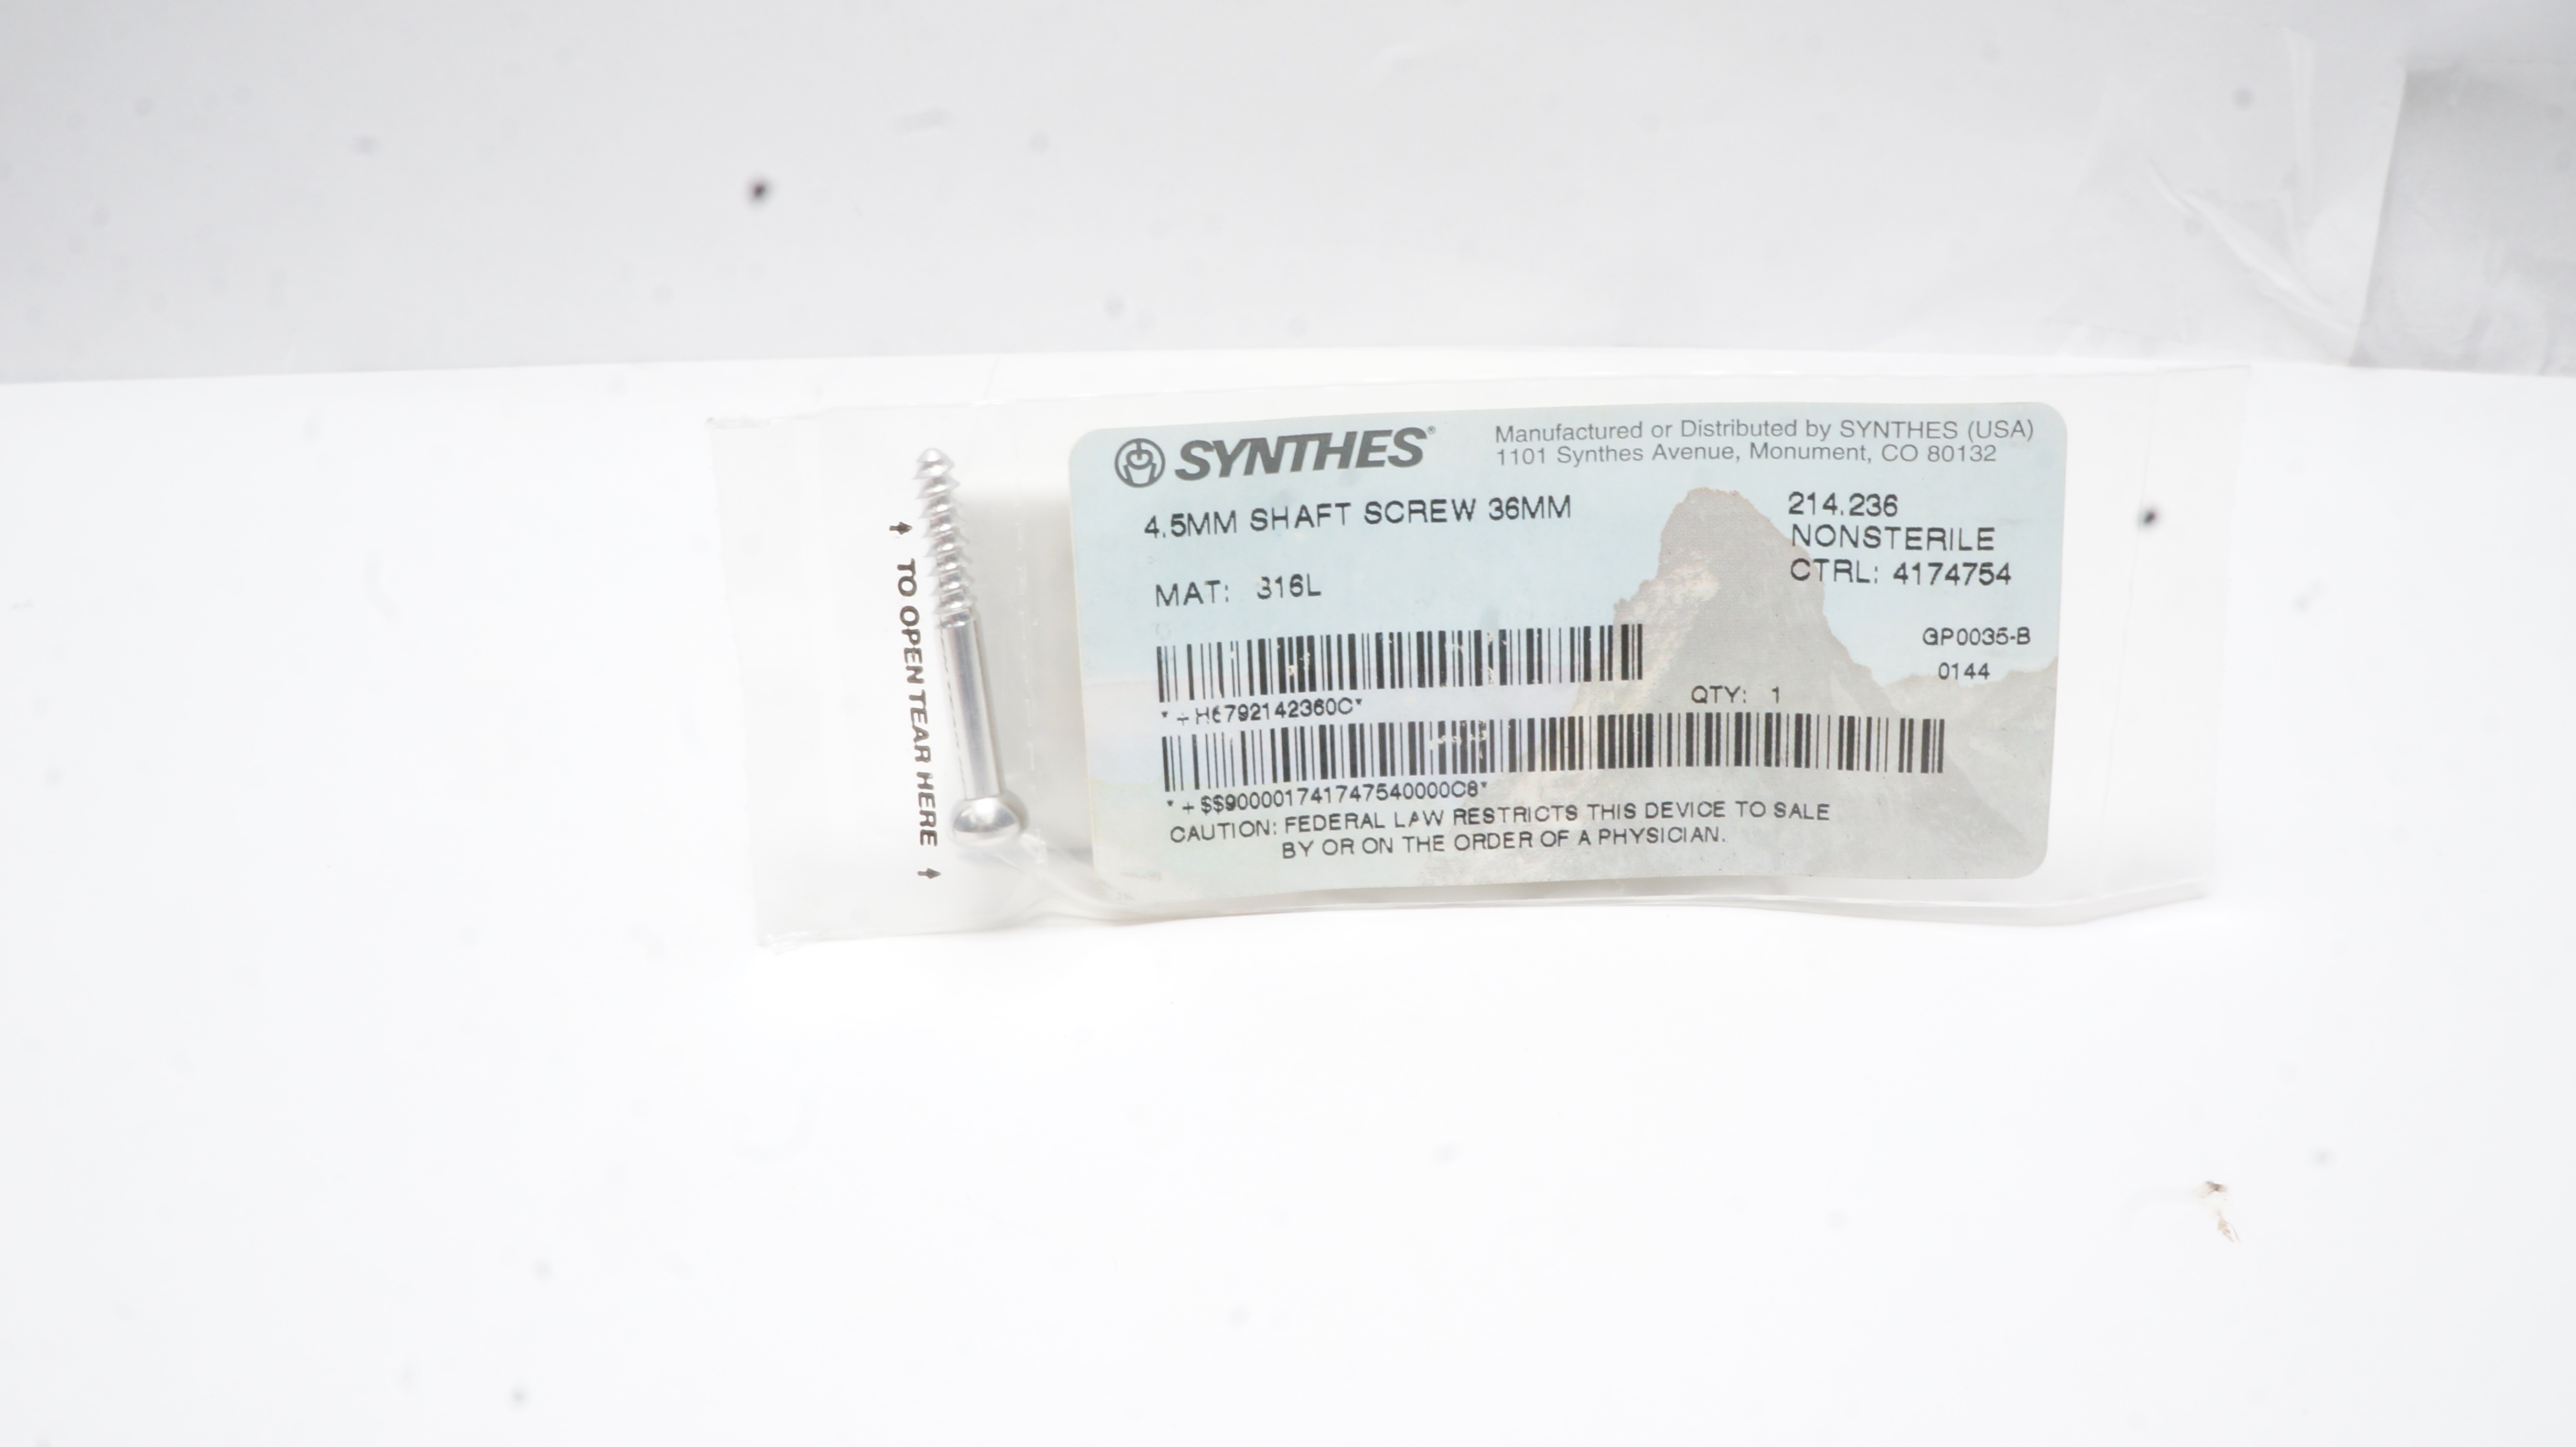 TO OPEN TEAR HERE
SYNTHES®
Manufactured or Distributed by SYNTHES (USA)
1101 Synthes Avenue, Monument, CO 80132
4.5MM SHAFT SCREW 36MM
214.236
NONSTERILE
CTRL: 4174754
MAT: 316L
GP0035-B
0144
*+H6792142360C*
QTY: 1
*+$$9000001741747540000C8*
CAUTION: FEDERAL LAW RESTRICTS THIS DEVICE TO SALE
BY OR ON THE ORDER OF A PHYSICIAN.